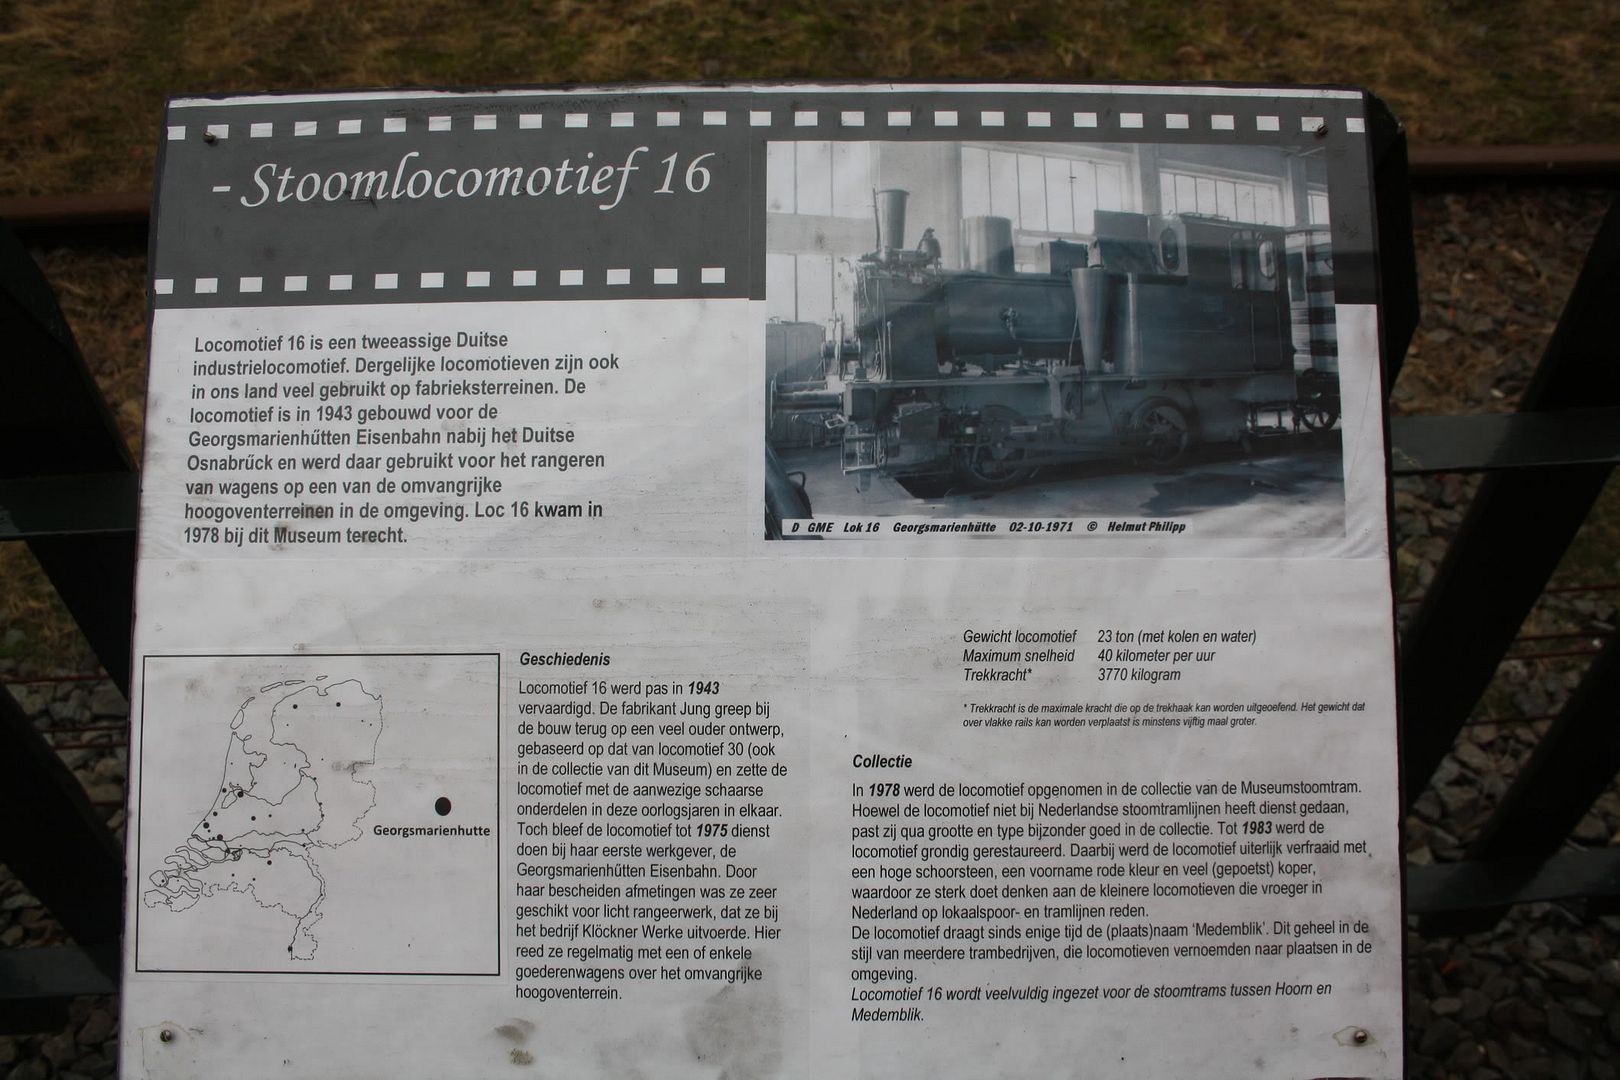 - Stoomlocomotief 16
Locomotief 16 is een tweeassige Duitse
industrielocomotief. Dergelijke locomotieven zijn ook
in ons land veel gebruikt op fabrieksterreinen. De
locomotief is in 1943 gebouwd voor de
Georgsmarienhűtten Eisenbahn nabij het Duitse
Osnabrűck en werd daar gebruikt voor het rangeren
van wagens op een van de omvangrijke
hoogoventerreinen in de omgeving. Loc 16 kwam in
1978 bij dit Museum terecht.
D GME Lok 16 Georgsmarienhütte 02-10-1971 © Helmut Philipp
Georgsmarienhutte
Geschiedenis
Locomotief 16 werd pas in 1943
vervaardigd. De fabrikant Jung greep bij
de bouw terug op een veel ouder ontwerp,
gebaseerd op dat van locomotief 30 (ook
in de collectie van dit Museum) en zette de
locomotief met de aanwezige schaarse
onderdelen in deze oorlogsjaren in elkaar.
Toch bleef de locomotief tot 1975 dienst
doen bij haar eerste werkgever, de
Georgsmarienhűtten Eisenbahn. Door
haar bescheiden afmetingen was ze zeer
geschikt voor licht rangeerwerk, dat ze bij
het bedrijf Klöckner Werke uitvoerde. Hier
reed ze regelmatig met een of enkele
goederenwagens over het omvangrijke
hoogoventerrein.
Gewicht locomotief 23 ton (met kolen en water)
Maximum snelheid 40 kilometer per uur
Trekkracht* 3770 kilogram
* Trekkracht is de maximale kracht die op de trekhaak kan worden uitgeoefend. Het gewicht dat
over vlakke rails kan worden verplaatst is minstens vijftig maal groter.
Collectie
In 1978 werd de locomotief opgenomen in de collectie van de Museumstoomtram.
Hoewel de locomotief niet bij Nederlandse stoomtramlijnen heeft dienst gedaan,
past zij qua grootte en type bijzonder goed in de collectie. Tot 1983 werd de
locomotief grondig gerestaureerd. Daarbij werd de locomotief uiterlijk verfraaid met
een hoge schoorsteen, een voorname rode kleur en veel (gepoetst) koper,
waardoor ze sterk doet denken aan de kleinere locomotieven die vroeger in
Nederland op lokaalspoor- en tramlijnen reden.
De locomotief draagt sinds enige tijd de (plaats)naam ‘Medemblik’. Dit geheel in de
stijl van meerdere trambedrijven, die locomotieven vernoemden naar plaatsen in de
omgeving.
Locomotief 16 wordt veelvuldig ingezet voor de stoomtrams tussen Hoorn en
Medemblik.